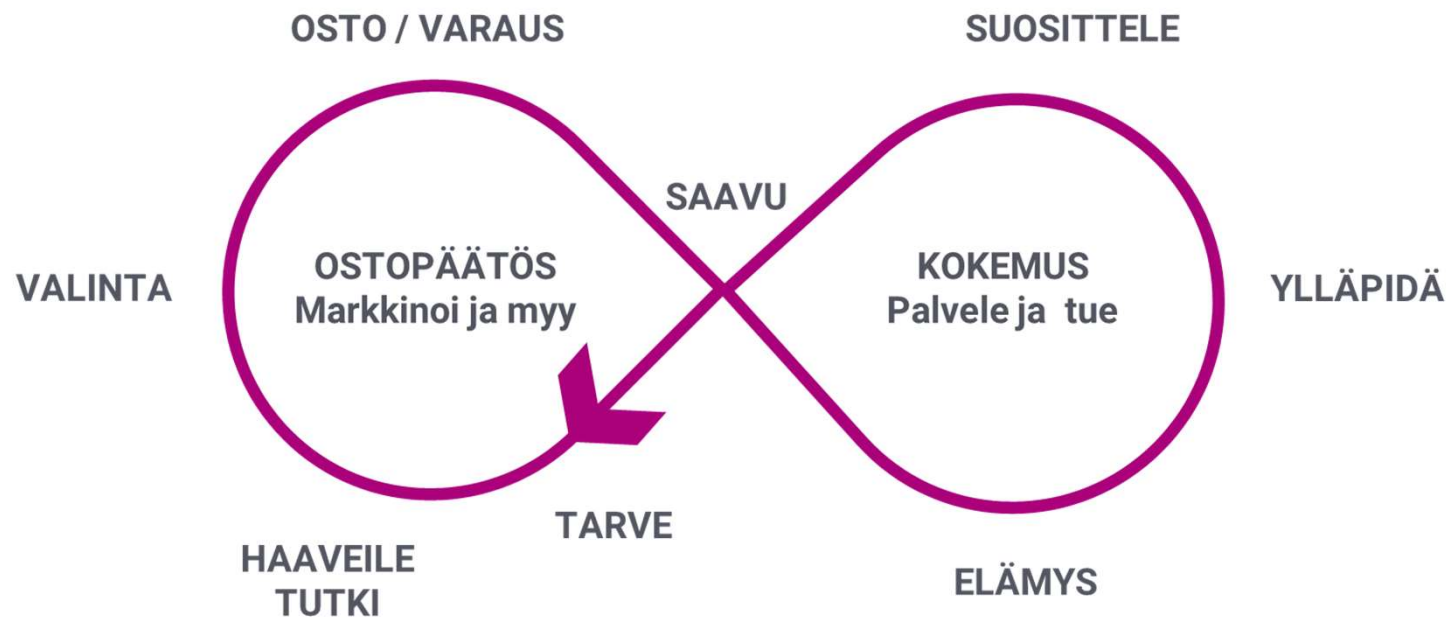 OSTO / VARAUS
SUOSITTELE
SAAVU
OSTOPÄÄTÖS
Markkinoi ja myy
KOKEMUS
Palvele ja tue
VALINTA
YLLÄPIDÄ
TARVE
HAAVEILE
TUTKI
ELÄMYS